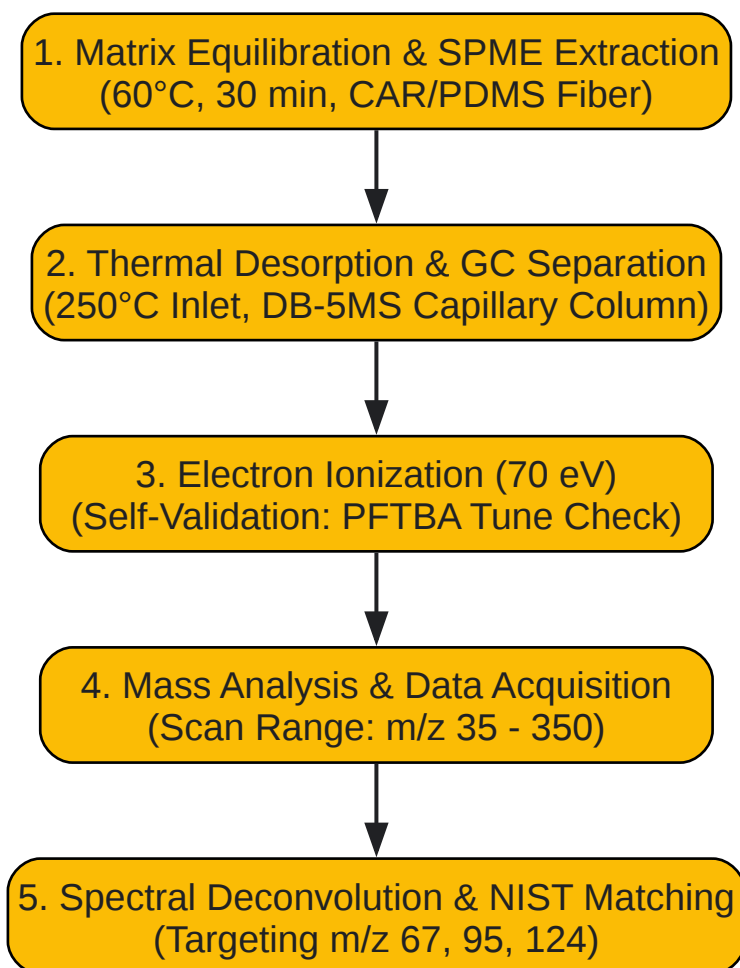 1. Matrix Equilibration & SPME Extraction
(60°C, 30 min, CAR/PDMS Fiber)
2. Thermal Desorption & GC Separation
(250°C Inlet, DB-5MS Capillary Column)
3. Electron Ionization (70 eV)
(Self-Validation: PFTBA Tune Check)
4. Mass Analysis & Data Acquisition
(Scan Range: m/z 35 - 350)
5. Spectral Deconvolution & NIST Matching
(Targeting m/z 67, 95, 124)